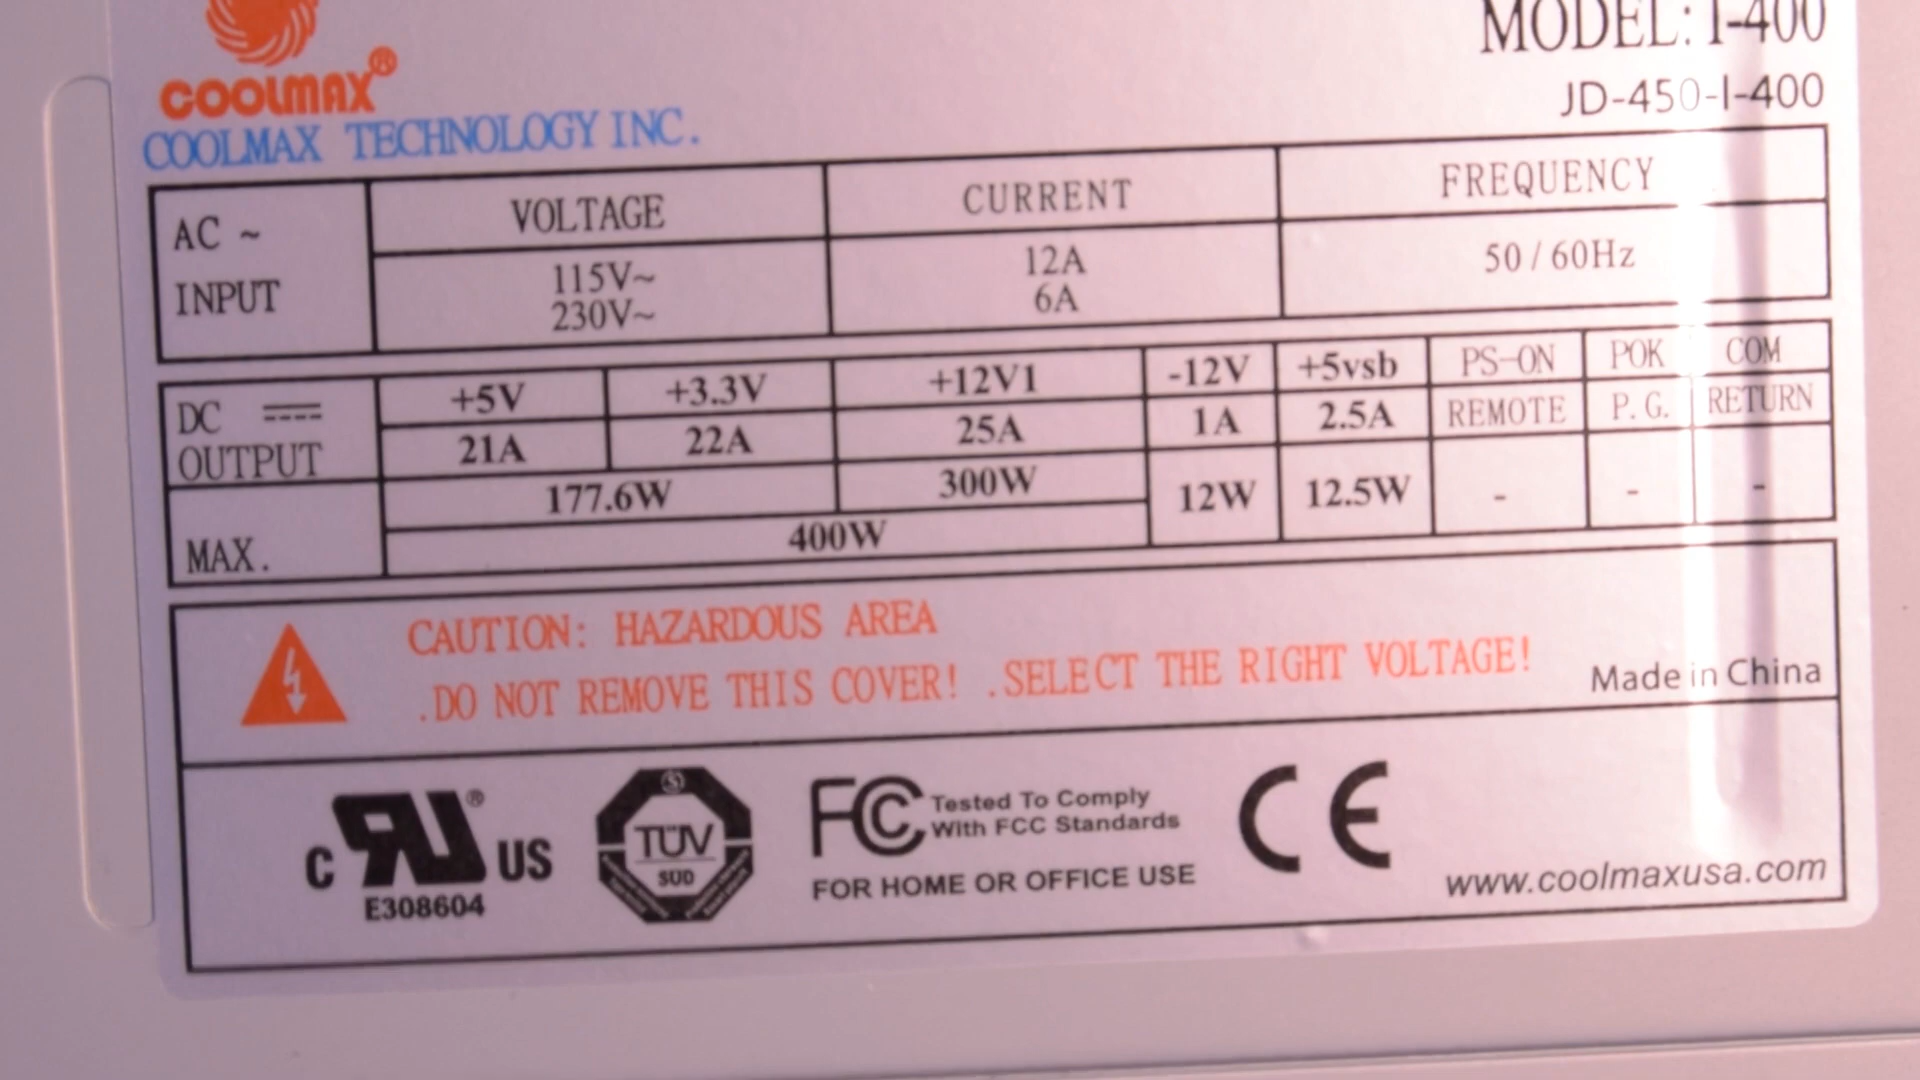 COOLMAX®
COOLMAX TECHNOLOGY INC.
MODEL: I-400
JD-450-I-400
AC ~ INPUT
VOLTAGE CURRENT FREQUENCY
115V~ 12A 50 / 60Hz
230V~ 6A
DC OUTPUT
+5V +3.3V +12V1 -12V +5vsb PS-ON POK COM
21A 22A 25A 1A 2.5A REMOTE P.G. RETURN
MAX.
177.6W 300W 12W 12.5W - - -
400W
CAUTION: HAZARDOUS AREA
.DO NOT REMOVE THIS COVER! .SELECT THE RIGHT VOLTAGE!
Made in China
C RU® US
E308604
S
TÜV
SÜD
FC Tested To Comply
With FCC Standards
FOR HOME OR OFFICE USE
CE
www.coolmaxusa.com